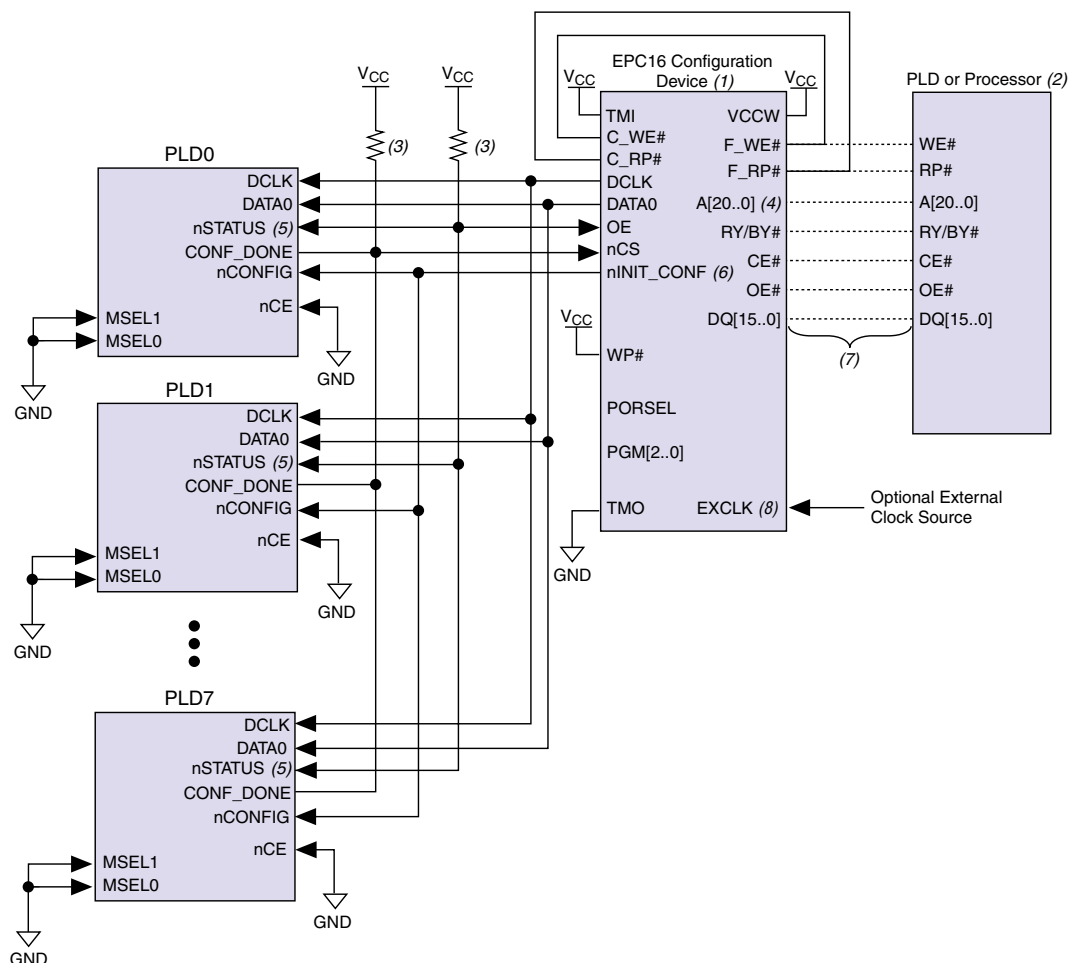 EPC16 Configuration
Device (1)
PLD or Processor (2)
VCC
VCC
VCC
VCC
(3)
(3)
TMI
C_WE#
C_RP#
DCLK
DATA0
OE
nCS
nINIT_CONF (6)
VCC
WP#
PORSEL
PGM[2..0]
TMO
GND
VCCW
F_WE#
F_RP#
A[20..0] (4)
RY/BY#
CE#
OE#
DQ[15..0]
EXCLK (8)
(7)
WE#
RP#
A[20..0]
RY/BY#
CE#
OE#
DQ[15..0]
Optional External
Clock Source
PLD0
DCLK
DATA0
nSTATUS (5)
CONF_DONE
nCONFIG
nCE
MSEL1
MSEL0
GND
GND
PLD1
DCLK
DATA0
nSTATUS (5)
CONF_DONE
nCONFIG
nCE
MSEL1
MSEL0
GND
GND
PLD7
DCLK
DATA0
nSTATUS (5)
CONF_DONE
nCONFIG
nCE
MSEL1
MSEL0
GND
GND